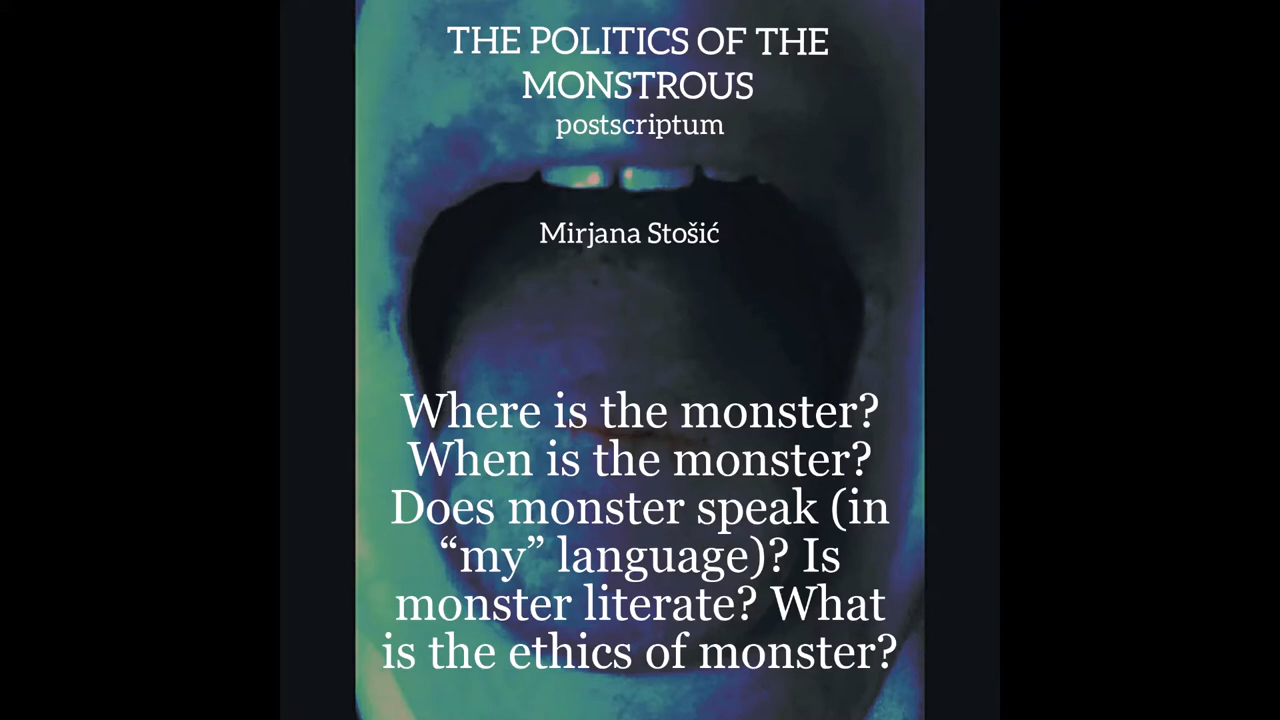 THE POLITICS OF THE
MONSTROUS
postscriptum
Mirjana Stošić
Where is the monster?
When is the monster?
Does monster speak (in
“my” language)? Is
monster literate? What
is the ethics of monster?